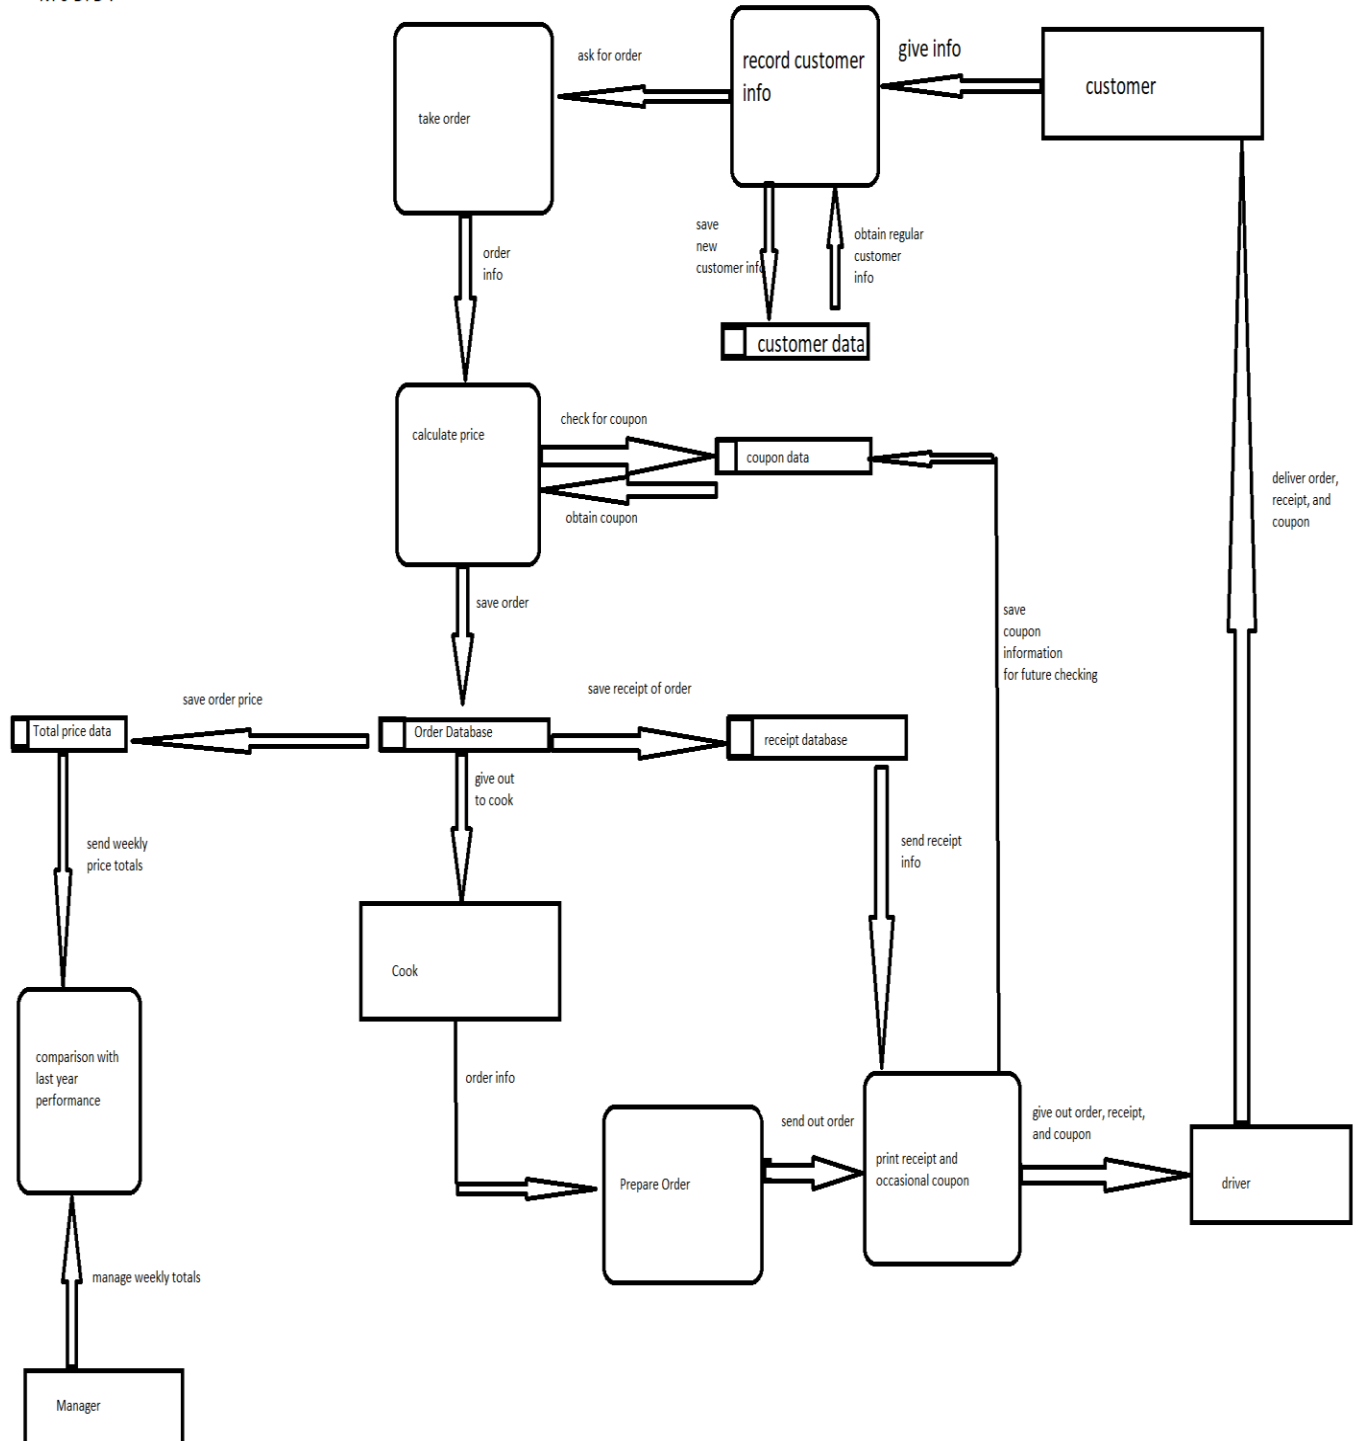 give info
ask for order
record customer
info
customer
take order
save
new
customer info
obtain regular
customer
info
order
info
customer data
check for coupon
calculate price
coupon data
deliver order,
receipt, and
coupon
obtain coupon
save order
save
coupon
information
for future checking
save order price
save receipt of order
Total price data
Order Database
receipt database
give out
to cook
send weekly
price totals
send receipt
info
Cook
comparison with
last year
performance
order info
send out order
give out order, receipt,
and coupon
Prepare Order
print receipt and
occasional coupon
driver
manage weekly totals
Manager